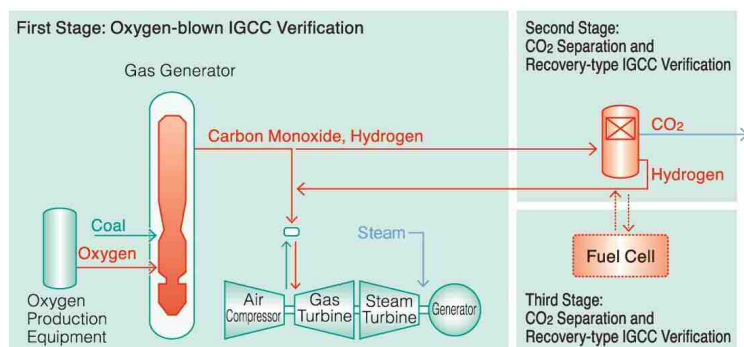 First Stage: Oxygen-blown IGCC Verification
Gas Generator
Carbon Monoxide, Hydrogen
Coal
Oxygen
Oxygen
Production
Equipment
Steam
Air
Compressor
Gas
Turbine
Steam
Turbine
Generator
Second Stage:
CO2 Separation and
Recovery-type IGCC Verification
CO2
Hydrogen
Fuel Cell
Third Stage:
CO2 Separation and
Recovery-type IGCC Verification